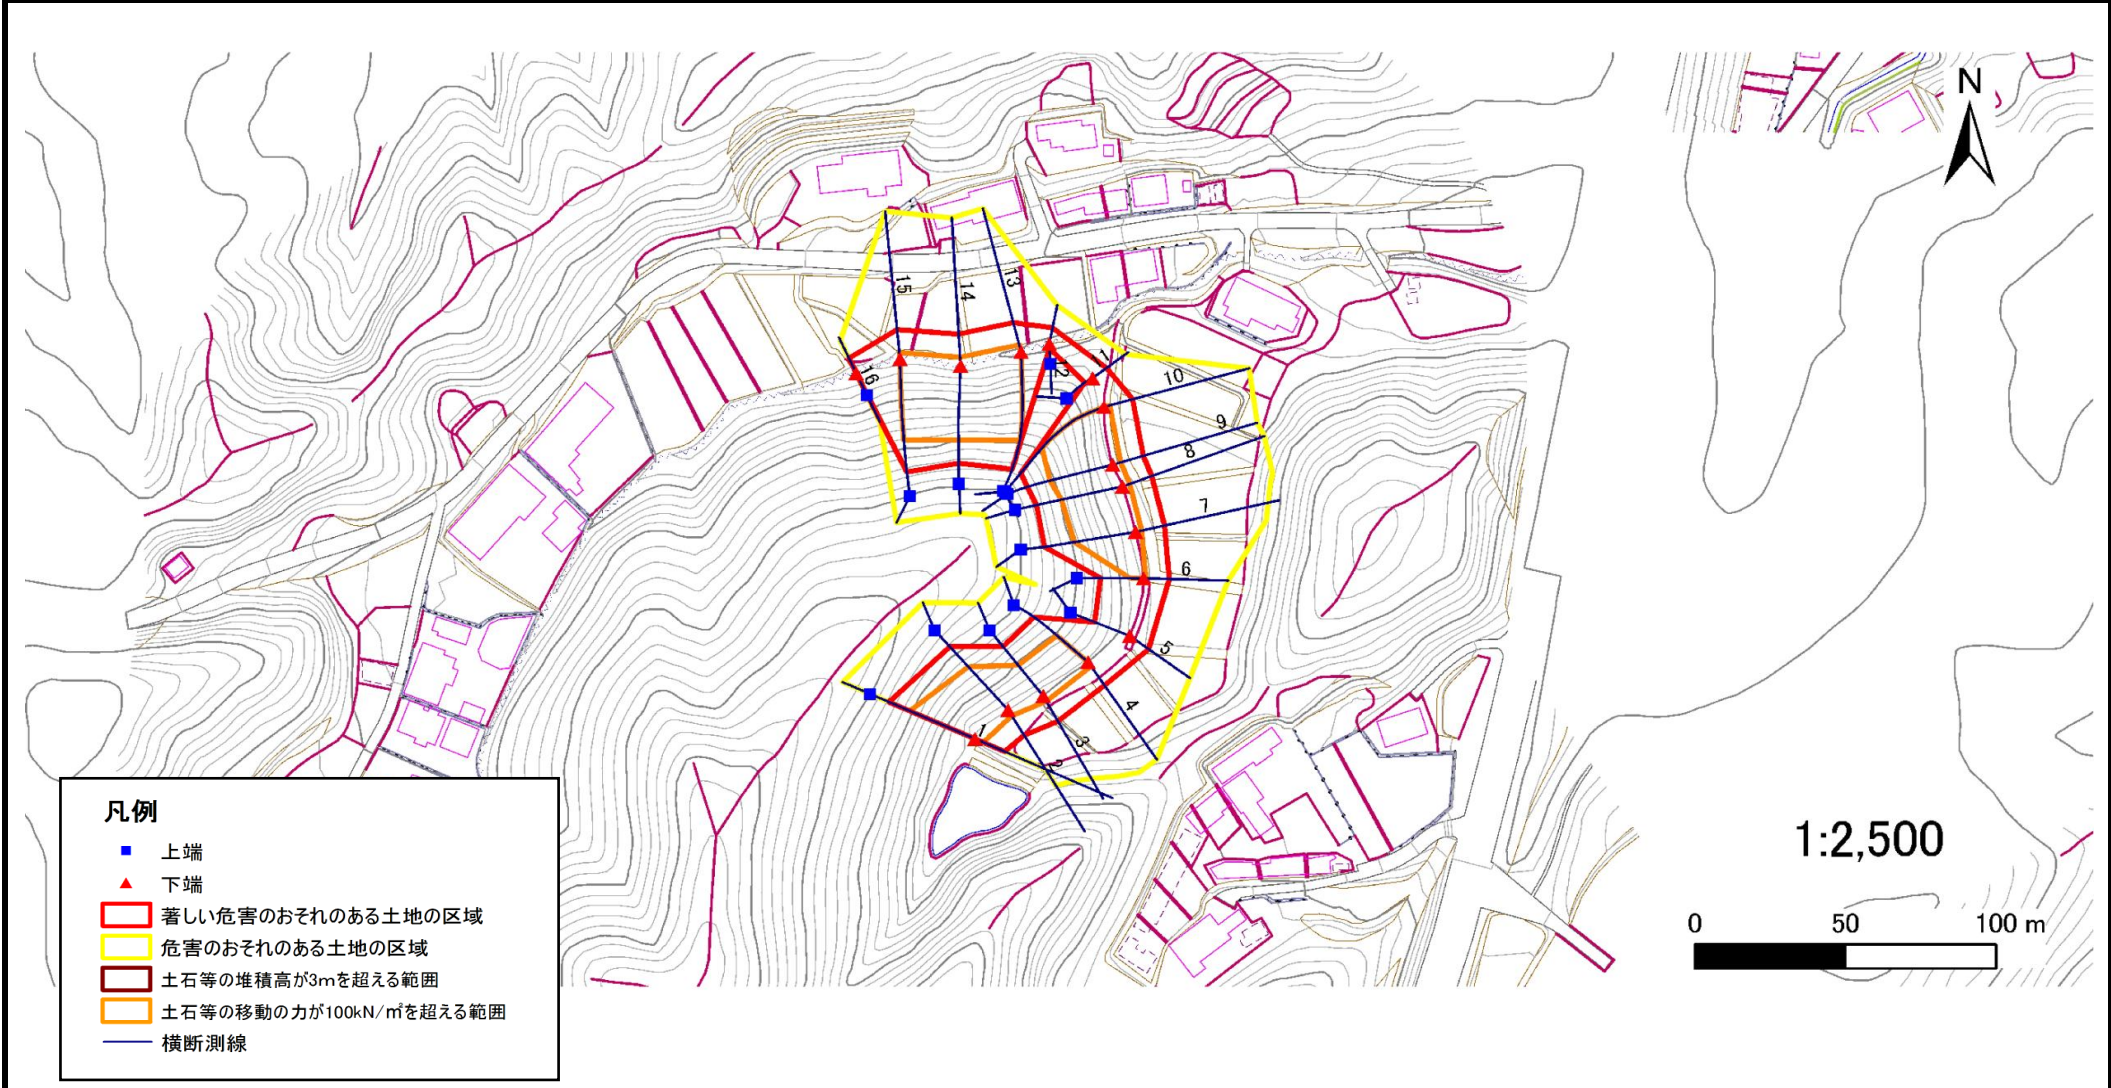 N
15
14
13
16
12
1
10
9
8
7
6
5
4
3
2
1
凡例
上端
下端
著しい危害のおそれのある土地の区域
危害のおそれのある土地の区域
土石等の堆積高が3mを超える範囲
土石等の移動の力が100kN/㎡を超える範囲
横断測線
1:2,500
0 50 100 m